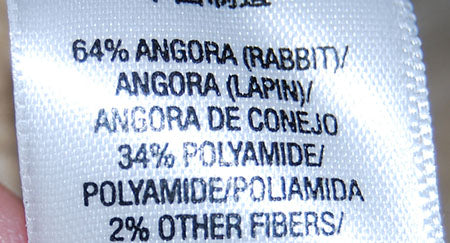 64% ANGORA (RABBIT)/
ANGORA (LAPIN)/
ANGORA DE CONEJO
34% POLYAMIDE/
POLYAMIDE/POLIAMIDA
2% OTHER FIBERS/